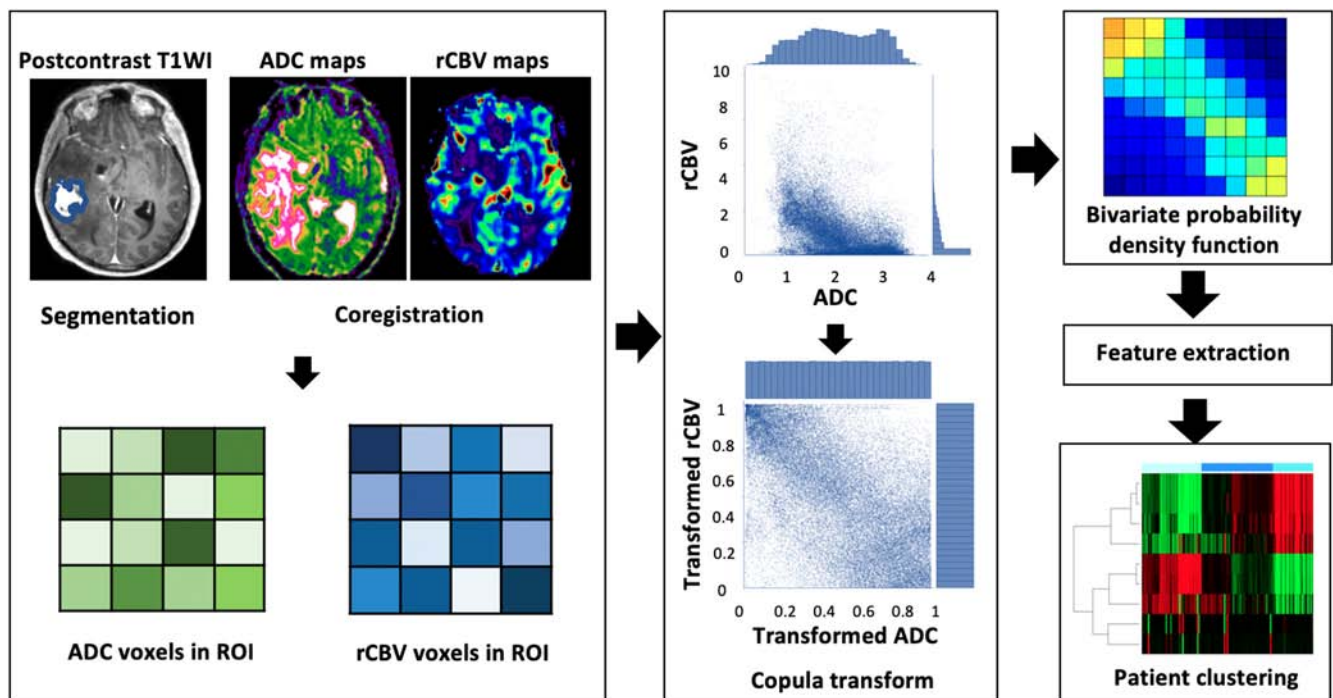 Postcontrast T1WI
ADC maps
rCBV maps
Segmentation
Coregistration
ADC voxels in ROI
rCBV voxels in ROI
rCBV
10
8
6
4
2
0
0 1 2 3 4
ADC
Transformed rCBV
1
0.8
0.6
0.4
0.2
0
0 0.2 0.4 0.6 0.8 1
Transformed ADC
Copula transform
Bivariate probability
density function
Feature extraction
Patient clustering